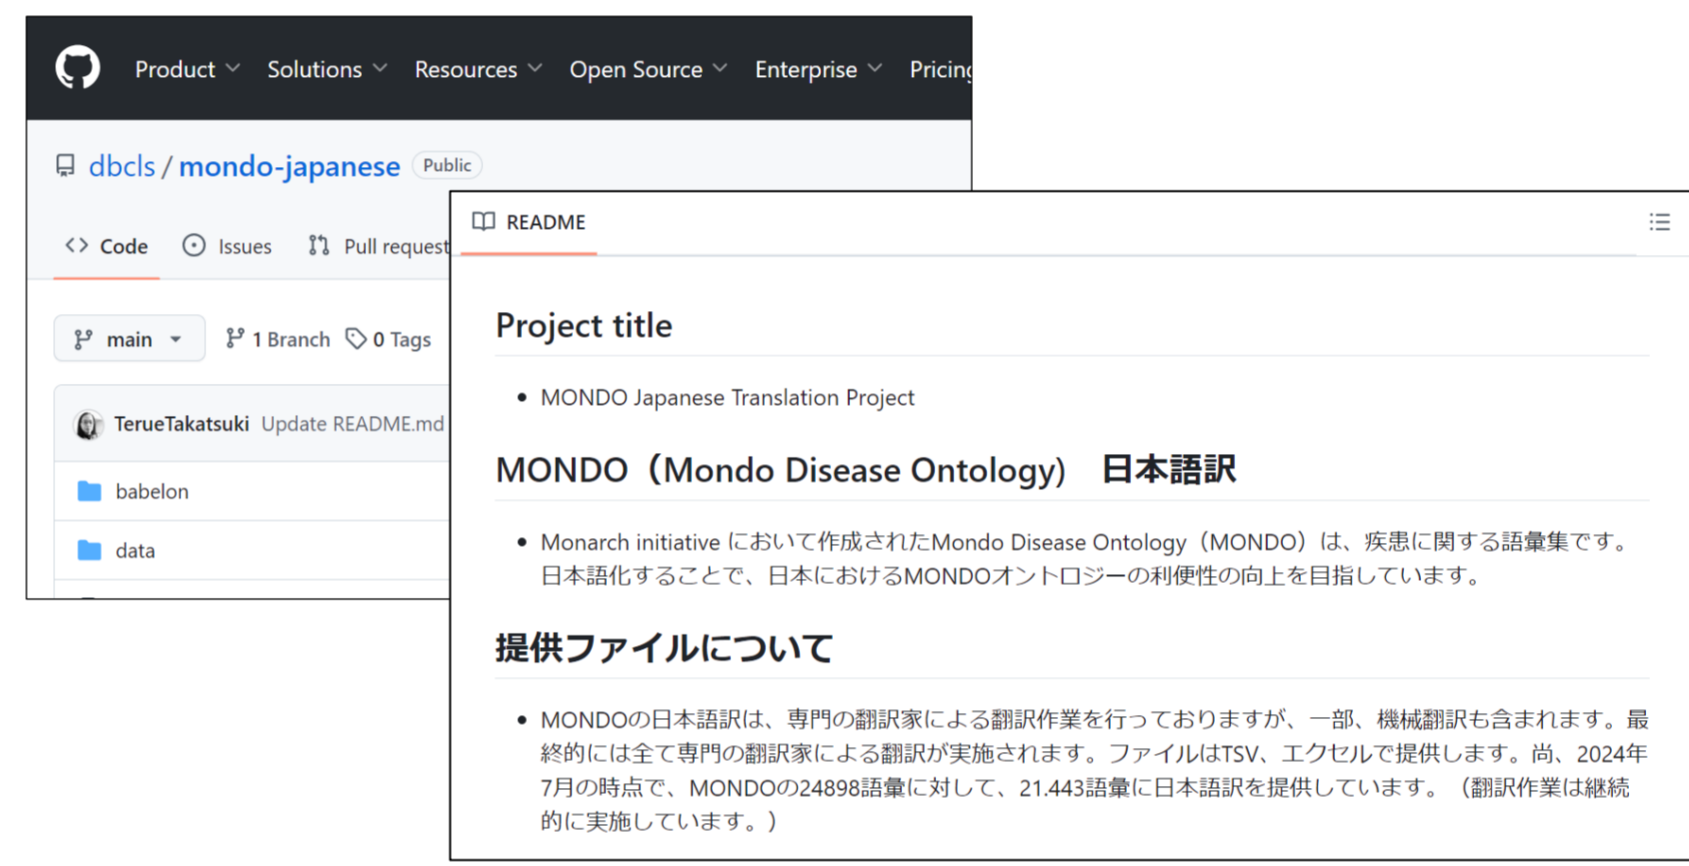 Product Solutions Resources Open Source Enterprise Pricing
dbcls / mondo-japanese Public
Code Issues Pull request
main 1 Branch 0 Tags
TerueTakatsuki Update README.md
babelon
data
README
Project title
MONDO Japanese Translation Project
MONDO（Mondo Disease Ontology) 日本語訳
Monarch initiative において作成されたMondo Disease Ontology（MONDO）は、疾患に関する語彙集です。
日本語化することで、日本におけるMONDOオントロジーの利便性の向上を目指しています。
提供ファイルについて
MONDOの日本語訳は、専門の翻訳家による翻訳作業を行っておりますが、一部、機械翻訳も含まれます。最
終的には全て専門の翻訳家による翻訳が実施されます。ファイルはTSV、エクセルで提供します。尚、2024年
7月の時点で、MONDOの24898語彙に対して、21.443語彙に日本語訳を提供しています。（翻訳作業は継続
的に実施しています。）